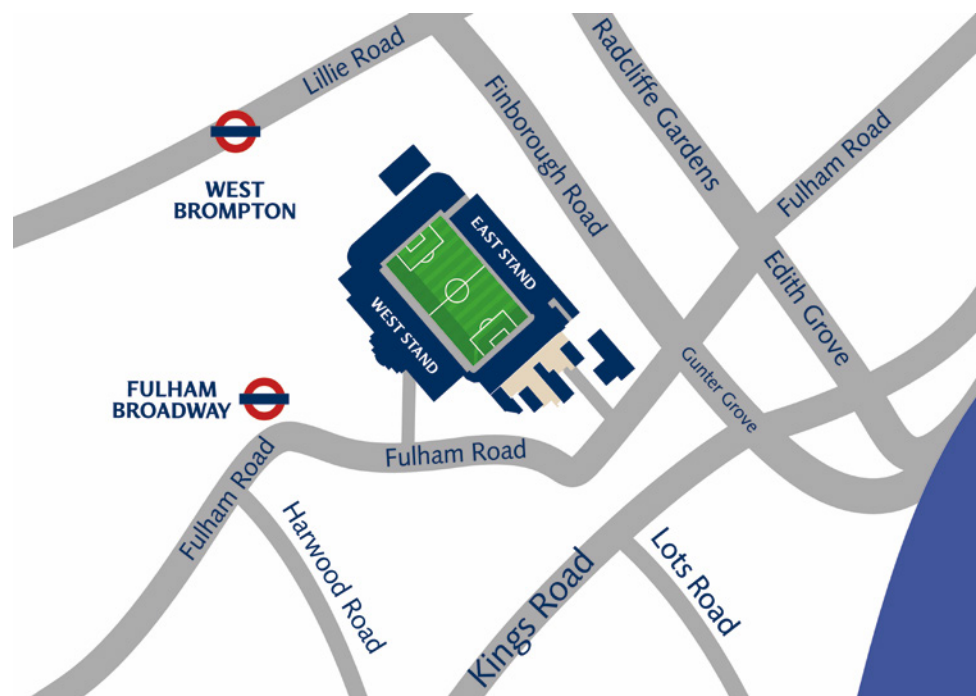 Lillie Road
Radcliffe Gardens
Finborough Road
Fulham Road
WEST
BROMPTON
EAST STAND
Edith Grove
WEST STAND
Gunter Grove
FULHAM
BROADWAY
Fulham Road
Fulham Road
Harwood Road
Kings Road
Lots Road